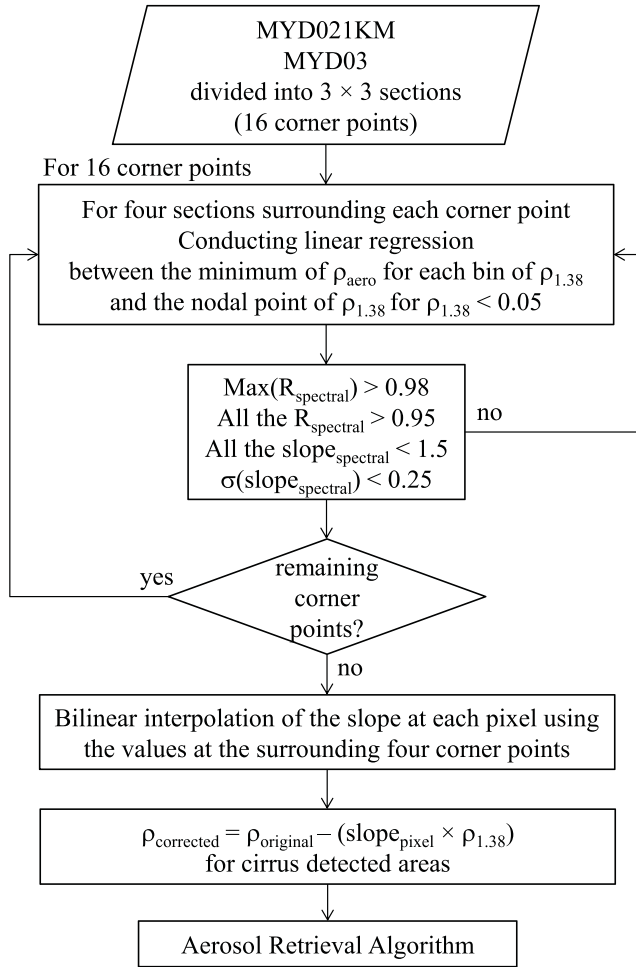 MYD021KM
MYD03
divided into 3 × 3 sections
(16 corner points)
For 16 corner points
For four sections surrounding each corner point
Conducting linear regression
between the minimum of ρaero for each bin of ρ1.38
and the nodal point of ρ1.38 for ρ1.38 < 0.05
Max(Rspectral) > 0.98
All the Rspectral > 0.95
All the slopespectral < 1.5
σ(slopespectral) < 0.25
no
yes
remaining
corner
points?
no
Bilinear interpolation of the slope at each pixel using
the values at the surrounding four corner points
ρcorrected = ρoriginal – (slopepixel × ρ1.38)
for cirrus detected areas
Aerosol Retrieval Algorithm